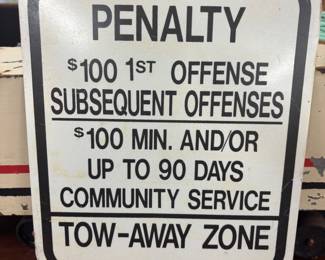 PENALTY
$100 1ST OFFENSE
SUBSEQUENT OFFENSES
$100 MIN. AND/OR
UP TO 90 DAYS
COMMUNITY SERVICE
TOW-AWAY ZONE